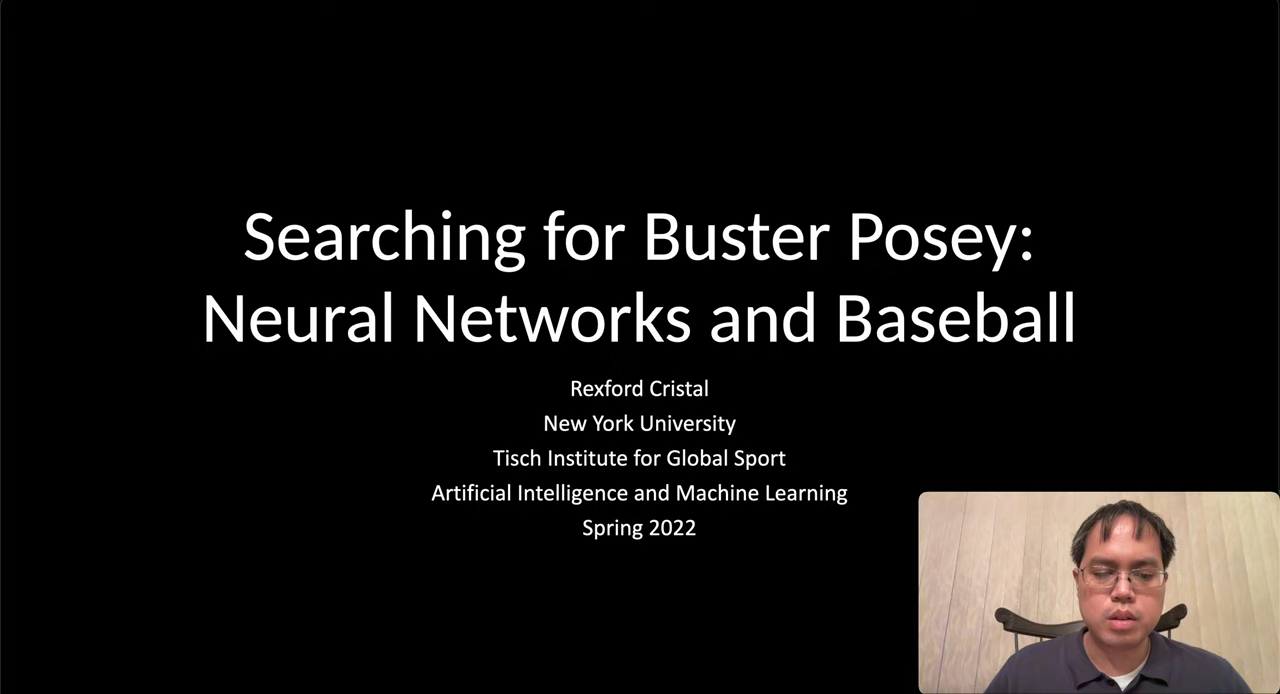 Searching for Buster Posey:
Neural Networks and Baseball
Rexford Cristal
New York University
Tisch Institute for Global Sport
Artificial Intelligence and Machine Learning
Spring 2022